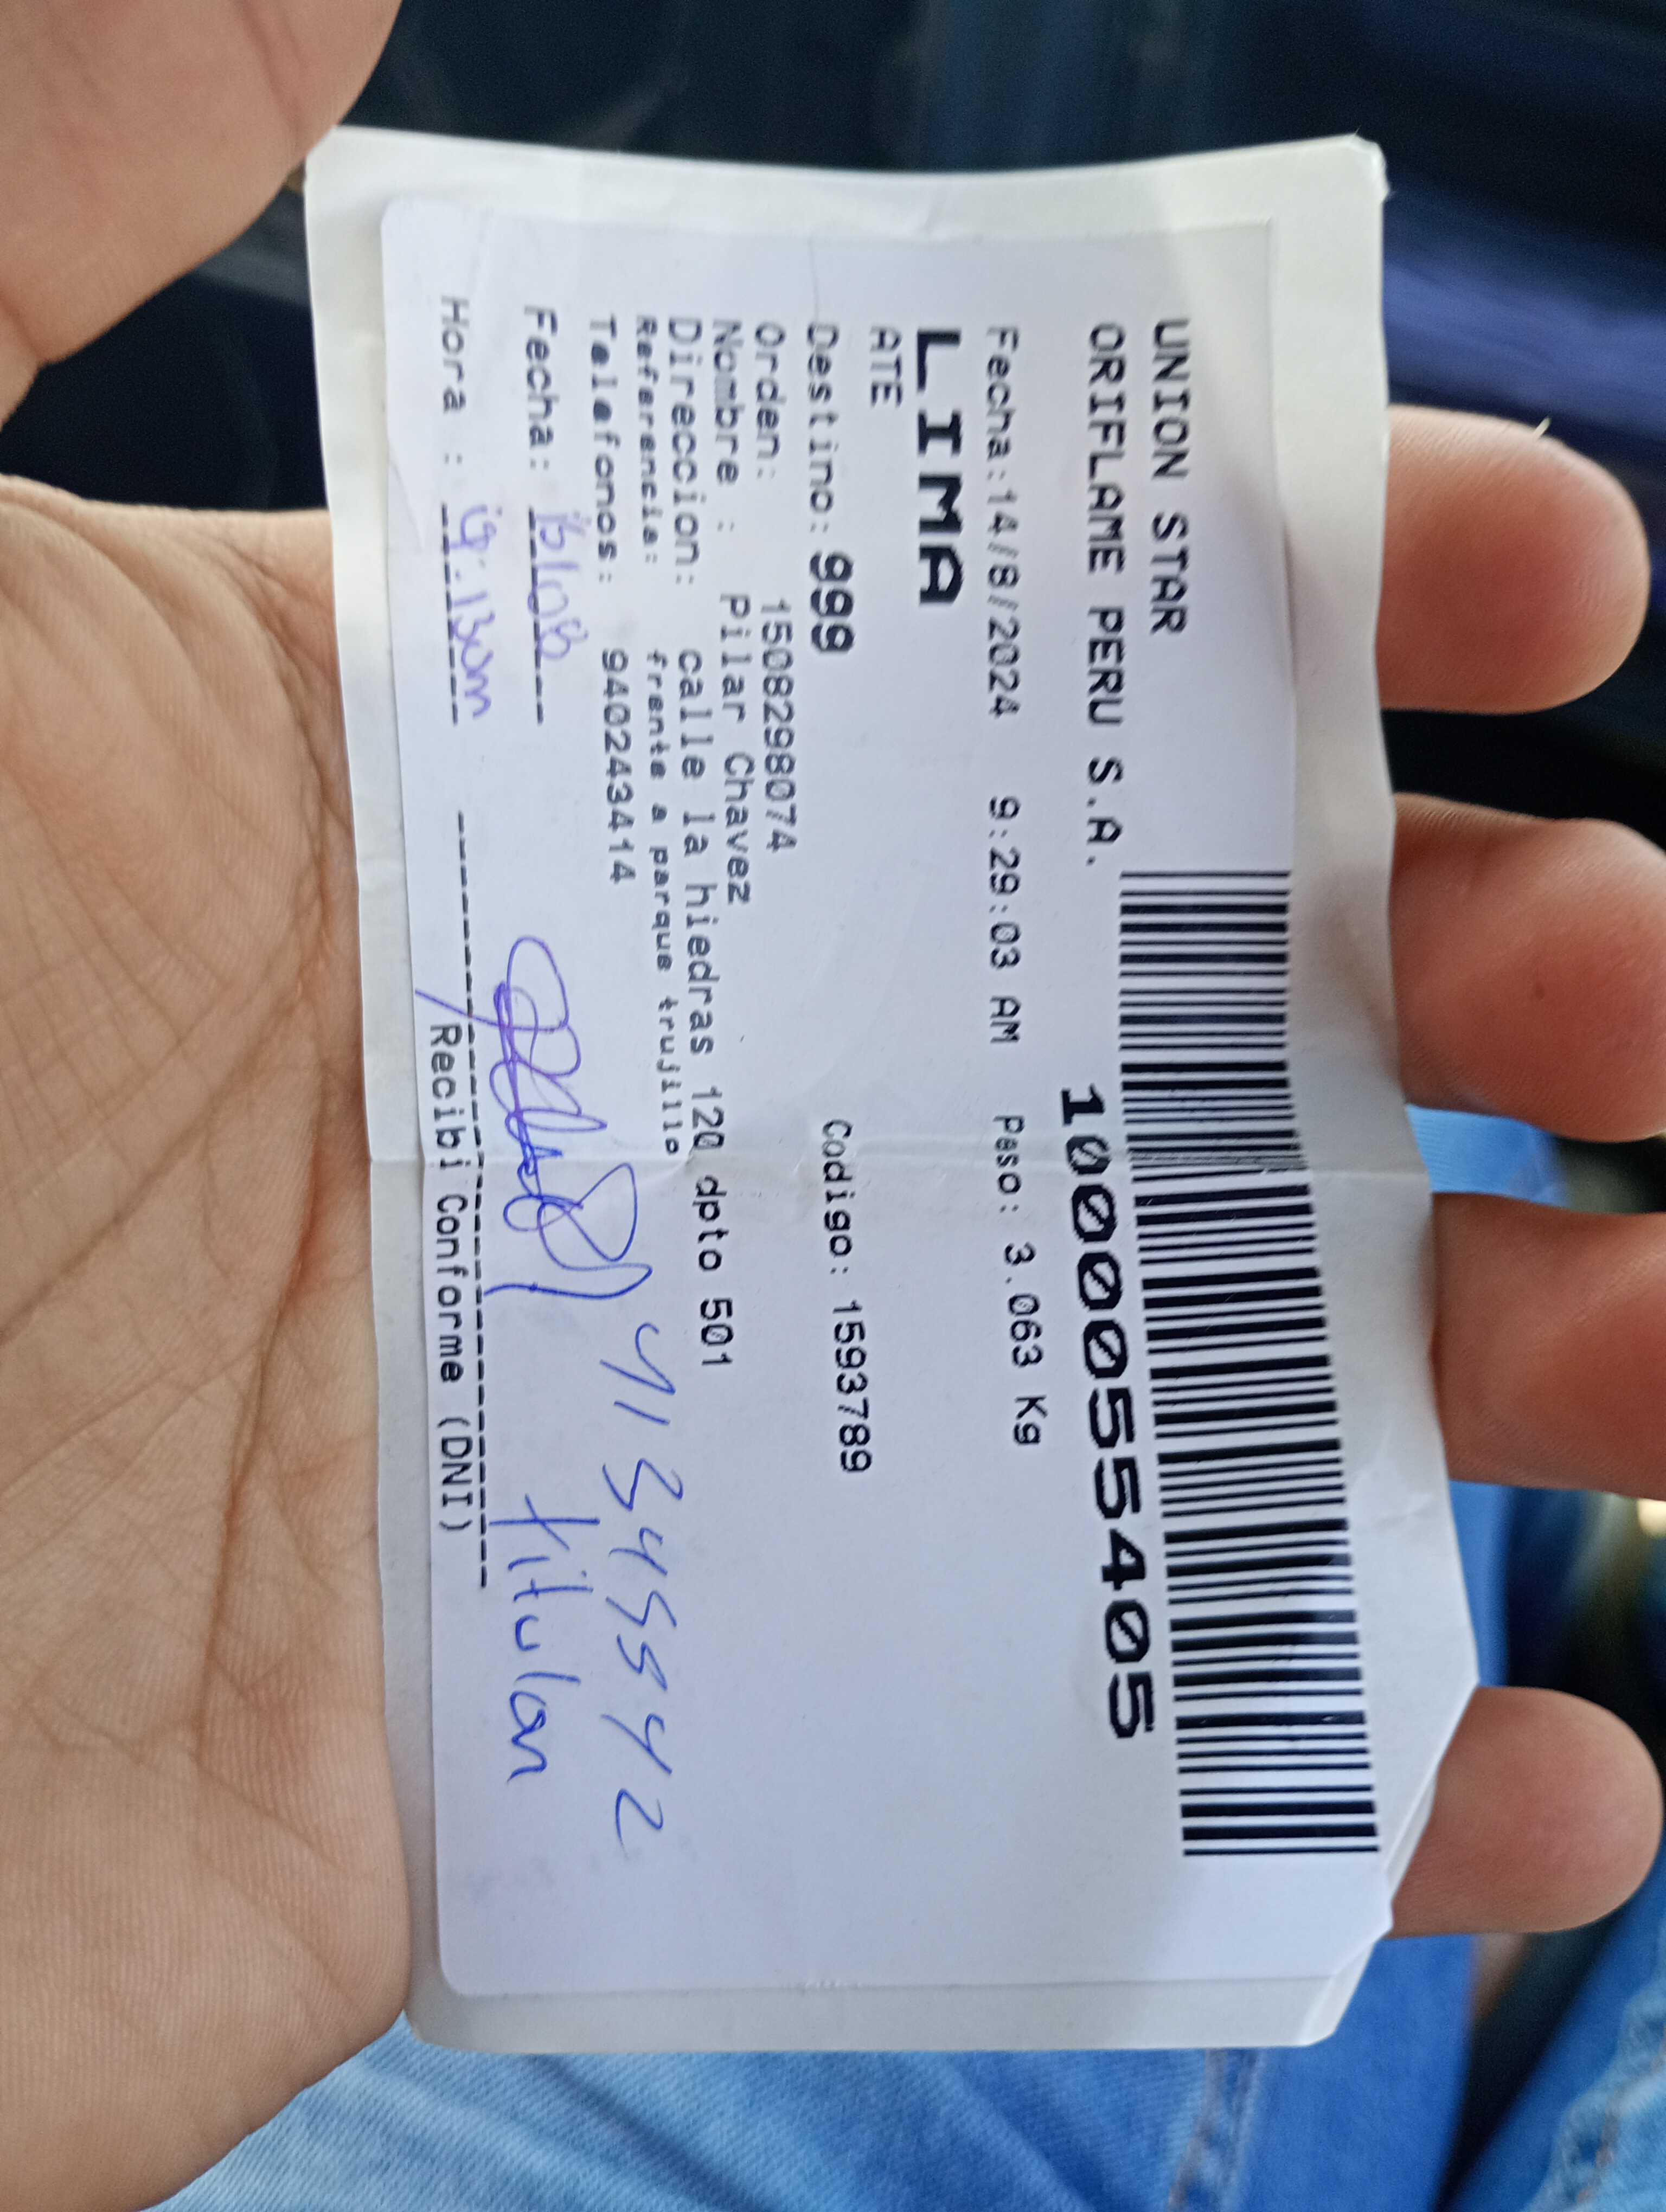 UNION STAR
ORIFLAME PERU S.A.
1000055405
Fecha:14/8/2024 9:29:03 AM Peso: 3.063 Kg
LIMA
ATE
Destino: 999 Codigo: 1593789
Orden: 1508298074
Nombre : Pilar Chavez
Direccion: calle la hiedras 120 dpto 501
Referencia: frente a parque trujillo
Telefonos: 940243414
41345542
Fecha:
Hora :
titular
Recibi Conforme (DNI)